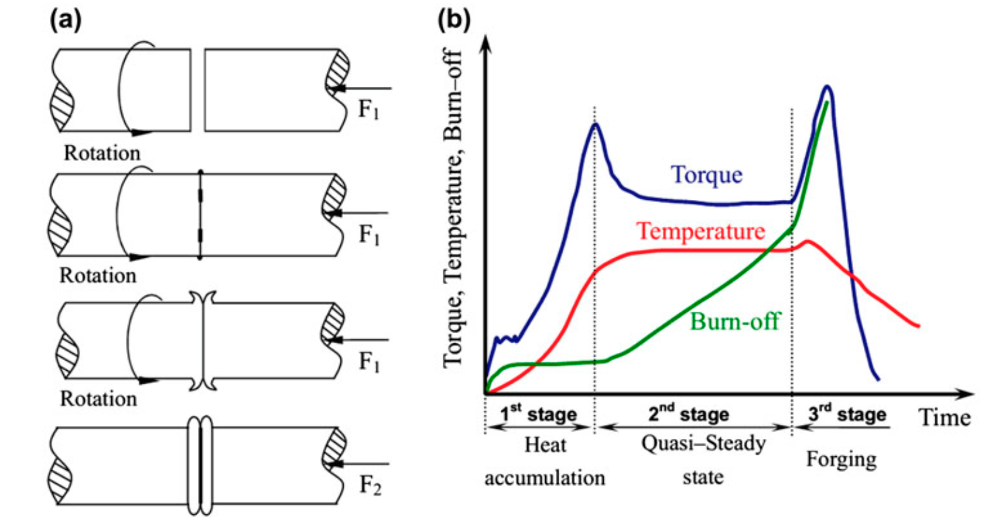 (a)
F1
Rotation
F1
Rotation
F1
Rotation
F2
(b)
Torque, Temperature, Burn–off
Torque
Temperature
Burn-off
1st stage
2nd stage
3rd stage
Time
Heat
accumulation
Quasi–Steady
state
Forging